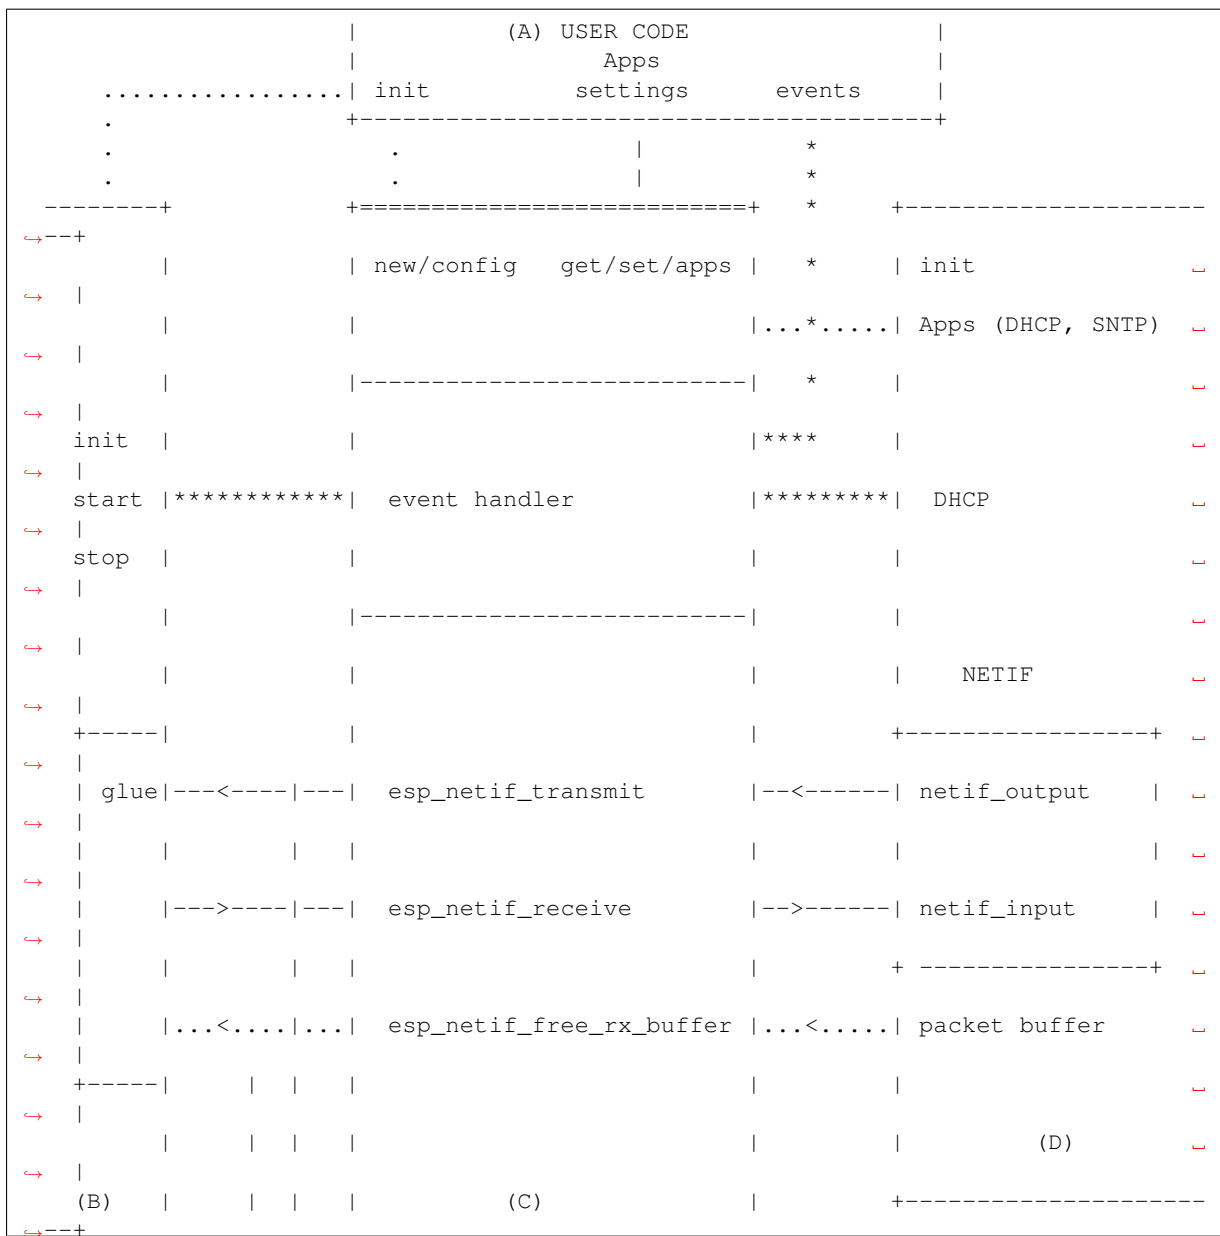 |          (A) USER CODE                 |
                        |                 Apps                   |
       .................| init          settings      events     |
       .                +----------------------------------------+
       .                   .                |           *
       .                   .                |           *
   --------+            +===========================+   *     +---------------------
↪--+
           |            | new/config   get/set/apps |   *     | init                ␣
↪  |
           |            |                           |...*.....| Apps (DHCP, SNTP)  ␣
↪  |
           |            |---------------------------|   *     |                     ␣
↪  |
     init  |            |                           |****     |                     ␣
↪  |
     start |************|  event handler            |*********|  DHCP               ␣
↪  |
     stop  |            |                           |         |                     ␣
↪  |
           |            |---------------------------|         |                     ␣
↪  |
           |            |                           |         |    NETIF            ␣
↪  |
     +-----|            |                           |         +-----------------+   ␣
↪  |
     | glue|---<----|---|  esp_netif_transmit       |--<------| netif_output    |   ␣
↪  |
     |     |        |   |                           |         |                 |   ␣
↪  |
     |     |--->----|---|  esp_netif_receive        |-->------| netif_input     |   ␣
↪  |
     |     |        |   |                           |         + ----------------+   ␣
↪  |
     |     |...<....|...|  esp_netif_free_rx_buffer |...<.....| packet buffer       ␣
↪  |
     +-----|     |  |   |                           |         |                     ␣
↪  |
           |     |  |   |                           |         |         (D)         ␣
↪  |
     (B)   |     |  |   |          (C)              |         +---------------------
↪--+